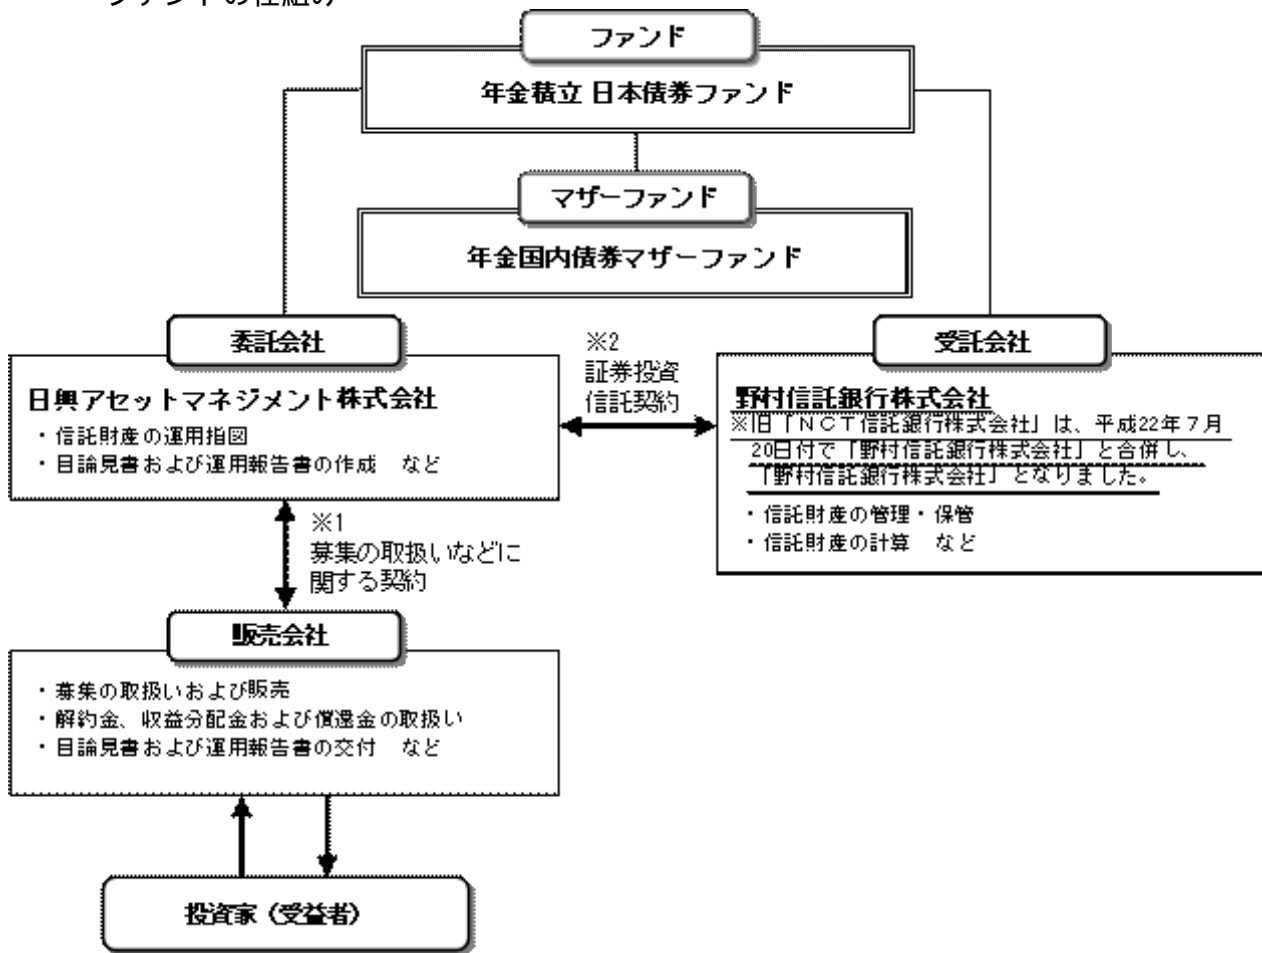 ファンドの仕組み
ファンド
年金積立 日本債券ファンド
マザーファンド
年金国内債券マザーファンド
委託会社
日興アセットマネジメント株式会社
・信託財産の運用指図
・目論見書および運用報告書の作成 など
※2
証券投資
信託契約
受託会社
野村信託銀行株式会社
※旧「NCT信託銀行株式会社」は、平成22年7月
20日付で「野村信託銀行株式会社」と合併し、
「野村信託銀行株式会社」となりました。
・信託財産の管理・保管
・信託財産の計算 など
※1
募集の取扱いなどに
関する契約
販売会社
・募集の取扱いおよび販売
・解約金、収益分配金および償還金の取扱い
・目論見書および運用報告書の交付 など
投資家（受益者）